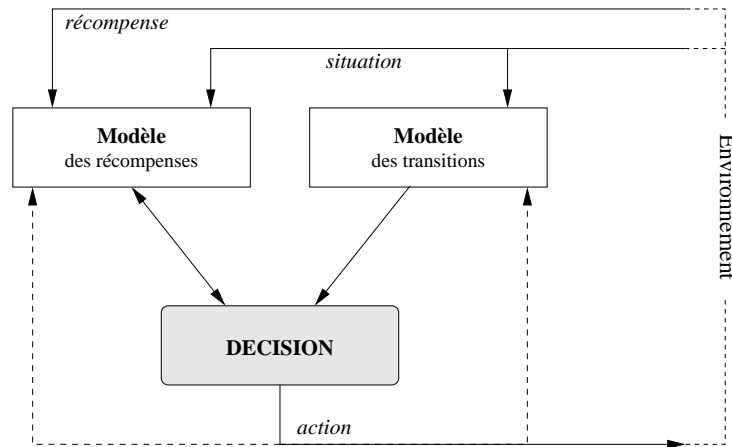 récompense
situation
Modèle
des récompenses
Modèle
des transitions
Environnement
DECISION
action